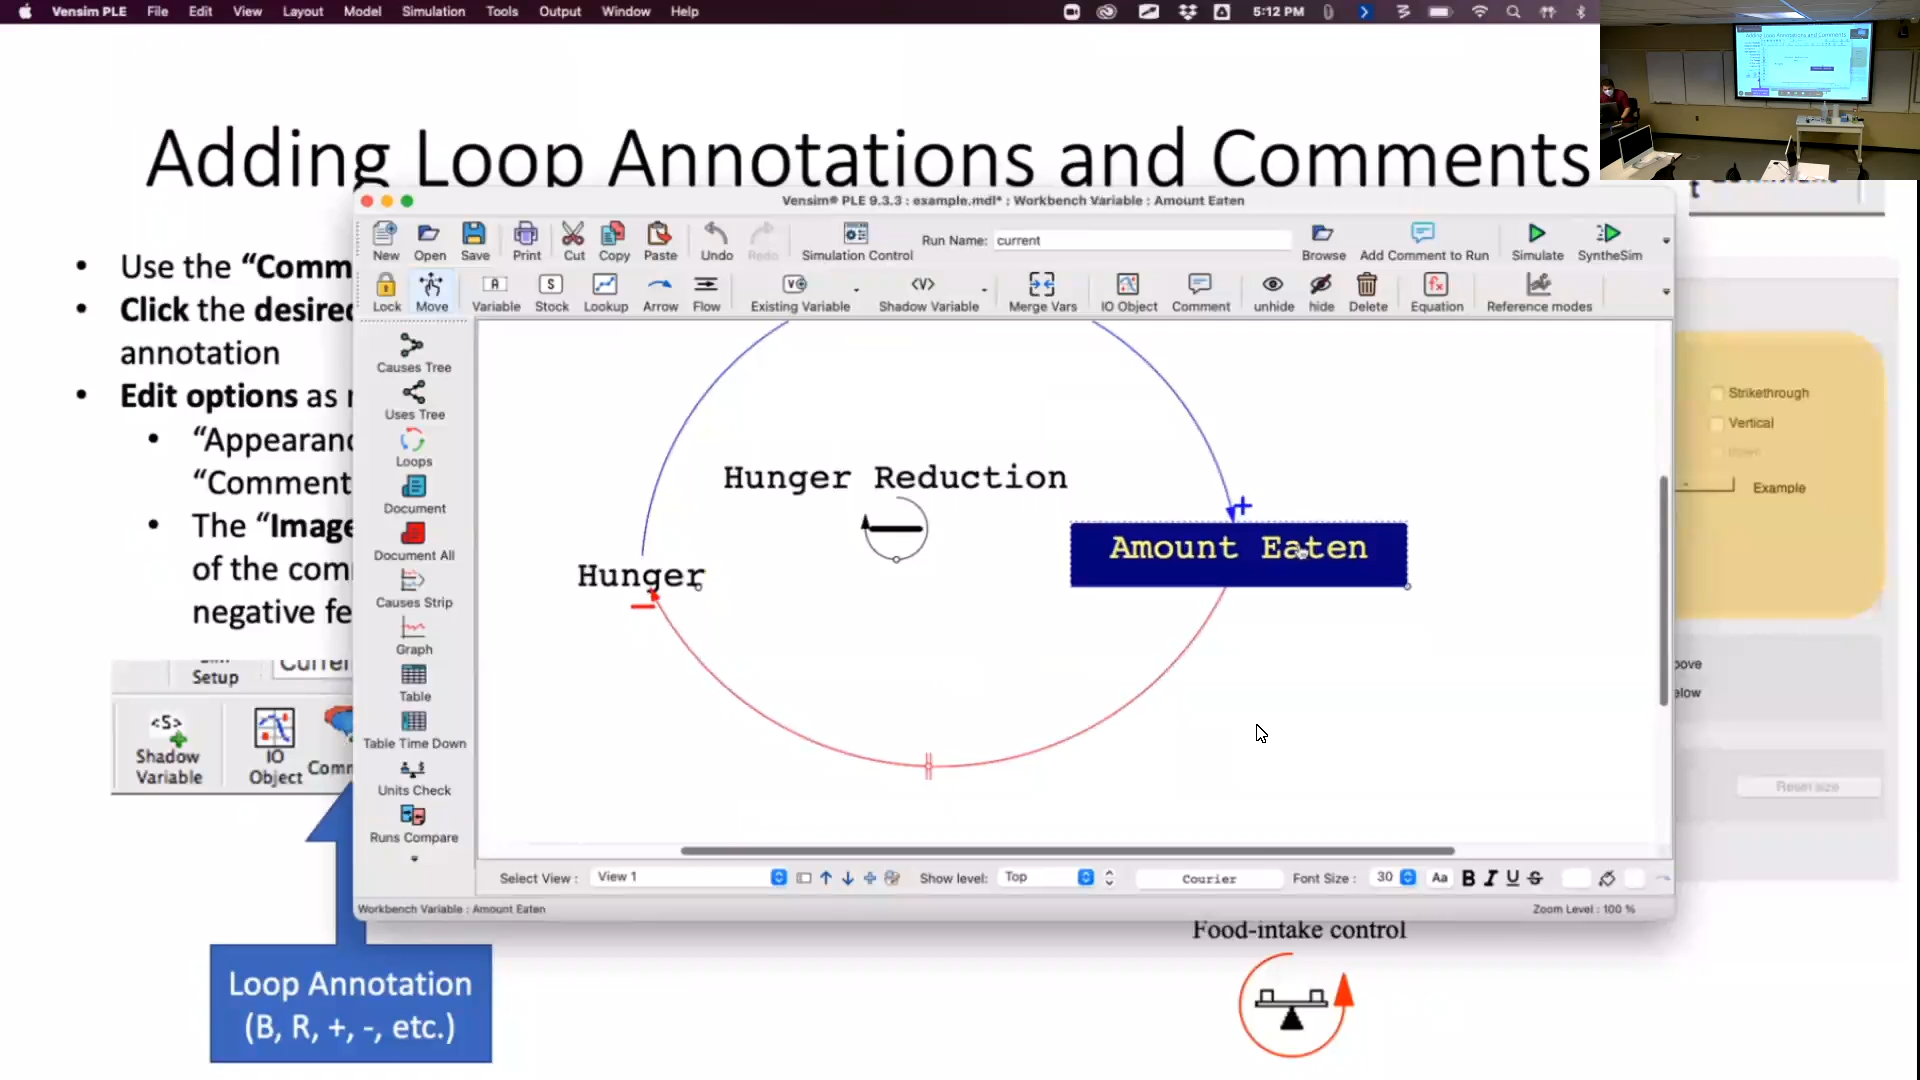 Vensim PLE File Edit View Layout Model Simulation Tools Output Window Help 5:12 PM
Adding Loop Annotations and Comments
Vensim® PLE 9.3.3 : example.mdl* : Workbench Variable : Amount Eaten
New Open Save Print Cut Copy Paste Undo Redo Simulation Control Run Name: current Browse Add Comment to Run Simulate SyntheSim
Lock Move Variable Stock Lookup Arrow Flow Existing Variable Shadow Variable Merge Vars IO Object Comment unhide hide Delete Equation Reference modes
• Use the “Comm
• Click the desired
annotation
• Edit options as
• “Appearanc
“Comment
• The “Image
of the com
negative fe
Causes Tree
Uses Tree
Loops
Document
Document All
Causes Strip
Graph
Table
Table Time Down
Units Check
Runs Compare
Hunger Reduction
+
Amount Eaten
Hunger
Strikethrough
Vertical
Example
Reset size
Setup
<S>
Shadow
Variable
IO
Object
Select View : View 1 Show level: Top Courier Font Size : 30 Aa B I U S
Workbench Variable : Amount Eaten Zoom Level : 100 %
Food-intake control
Loop Annotation
(B, R, +, -, etc.)